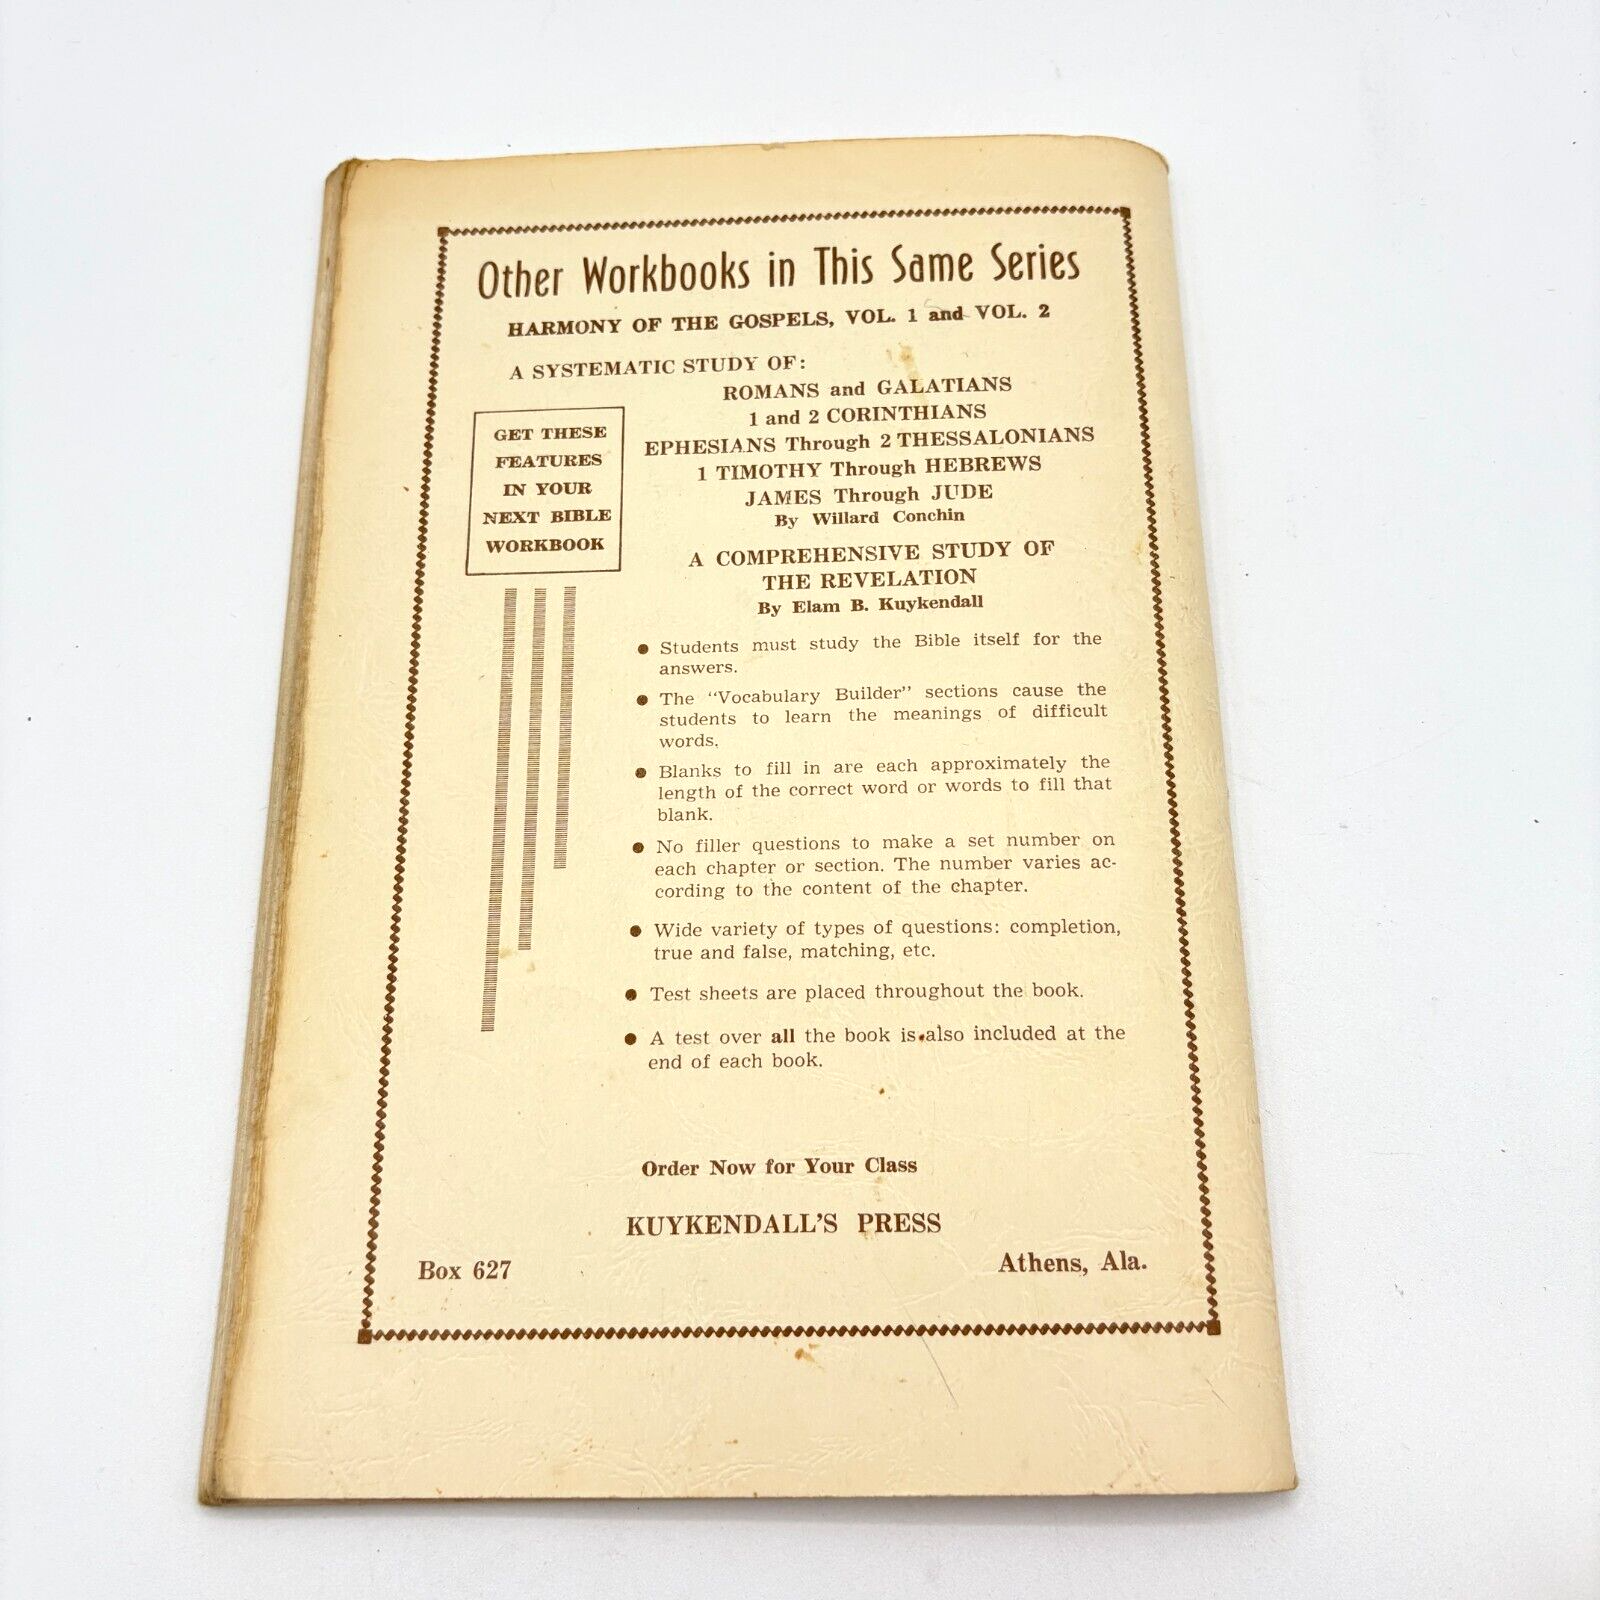 Other Workbooks in This Same Series
HARMONY OF THE GOSPELS, VOL. 1 and VOL. 2
A SYSTEMATIC STUDY OF:
ROMANS and GALATIANS
1 and 2 CORINTHIANS
EPHESIANS Through 2 THESSALONIANS
1 TIMOTHY Through HEBREWS
JAMES Through JUDE
By Willard Conchin
GET THESE
FEATURES
IN YOUR
NEXT BIBLE
WORKBOOK
A COMPREHENSIVE STUDY OF
THE REVELATION
By Elam B. Kuykendall
● Students must study the Bible itself for the
answers.
● The "Vocabulary Builder" sections cause the
students to learn the meanings of difficult
words.
● Blanks to fill in are each approximately the
length of the correct word or words to fill that
blank.
● No filler questions to make a set number on
each chapter or section. The number varies ac-
cording to the content of the chapter.
● Wide variety of types of questions: completion,
true and false, matching, etc.
● Test sheets are placed throughout the book.
● A test over all the book is also included at the
end of each book.
Order Now for Your Class
KUYKENDALL'S PRESS
Box 627 Athens, Ala.